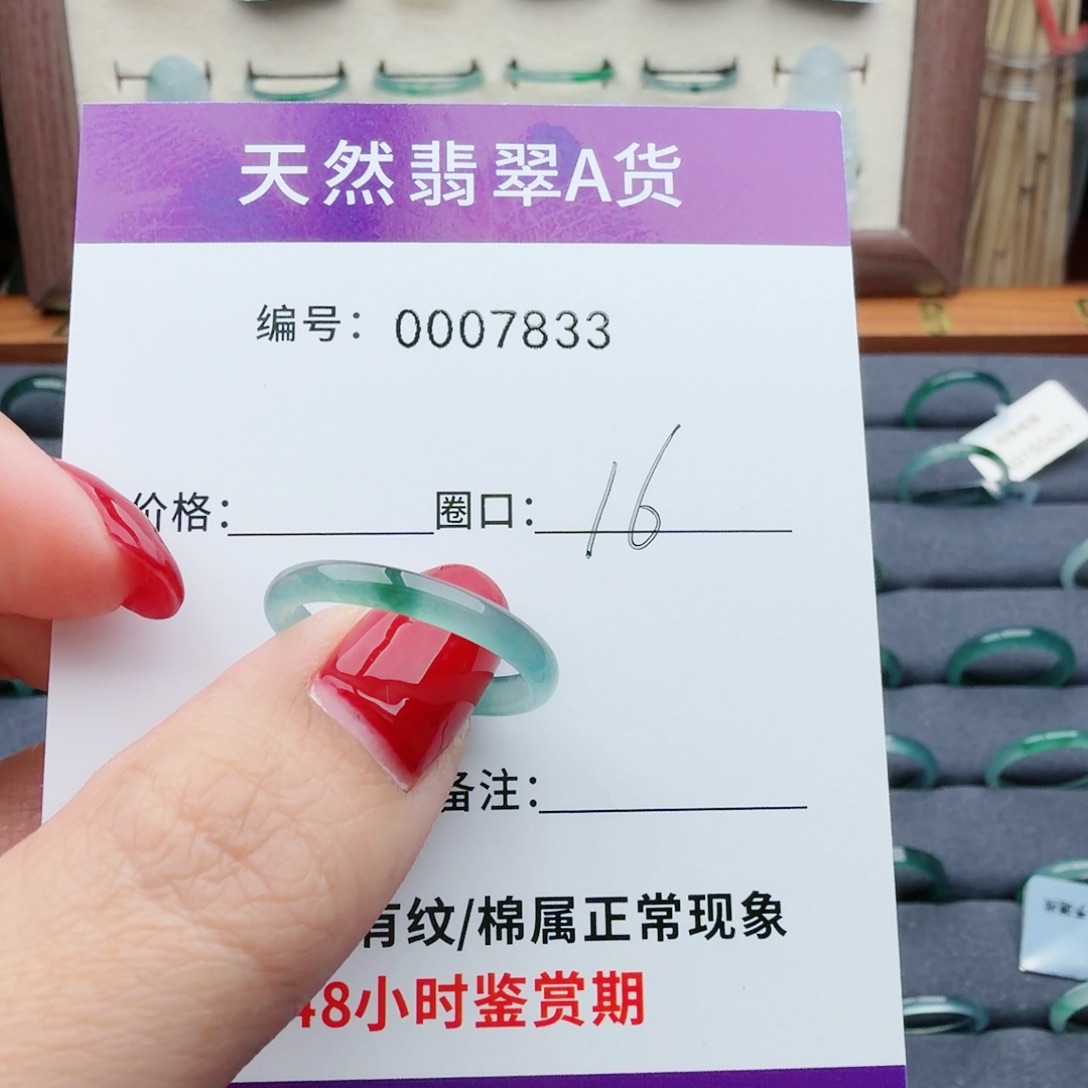 天然翡翠A货
编号：0007833
价格： 圈口：16
备注：
有纹/棉属正常现象
48小时鉴赏期